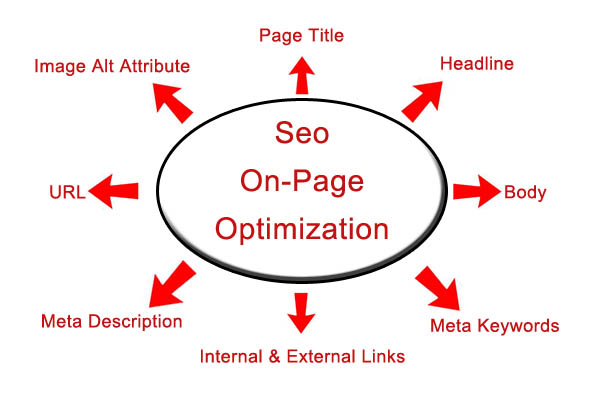 Page Title
Image Alt Attribute
Headline
Seo
On-Page
Optimization
URL
Body
Meta Description
Meta Keywords
Internal & External Links